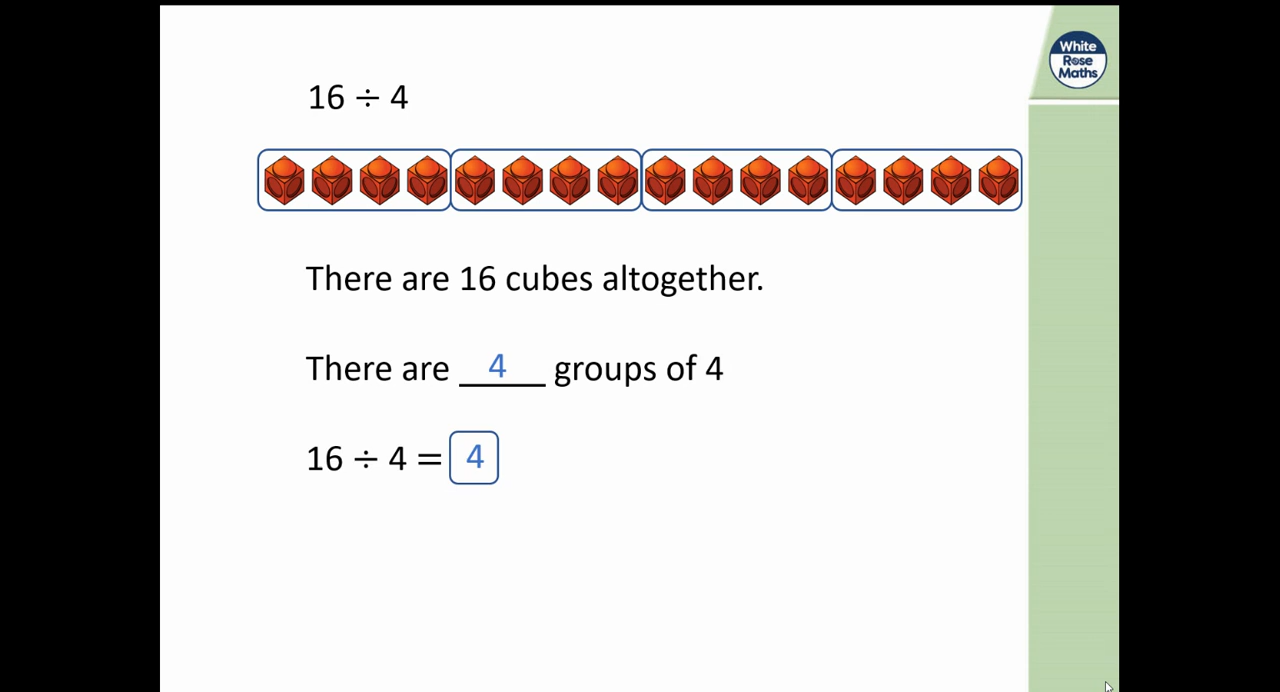 White
Rose
Maths
16 ÷ 4
There are 16 cubes altogether.
There are 4 groups of 4
16 ÷ 4 = 4